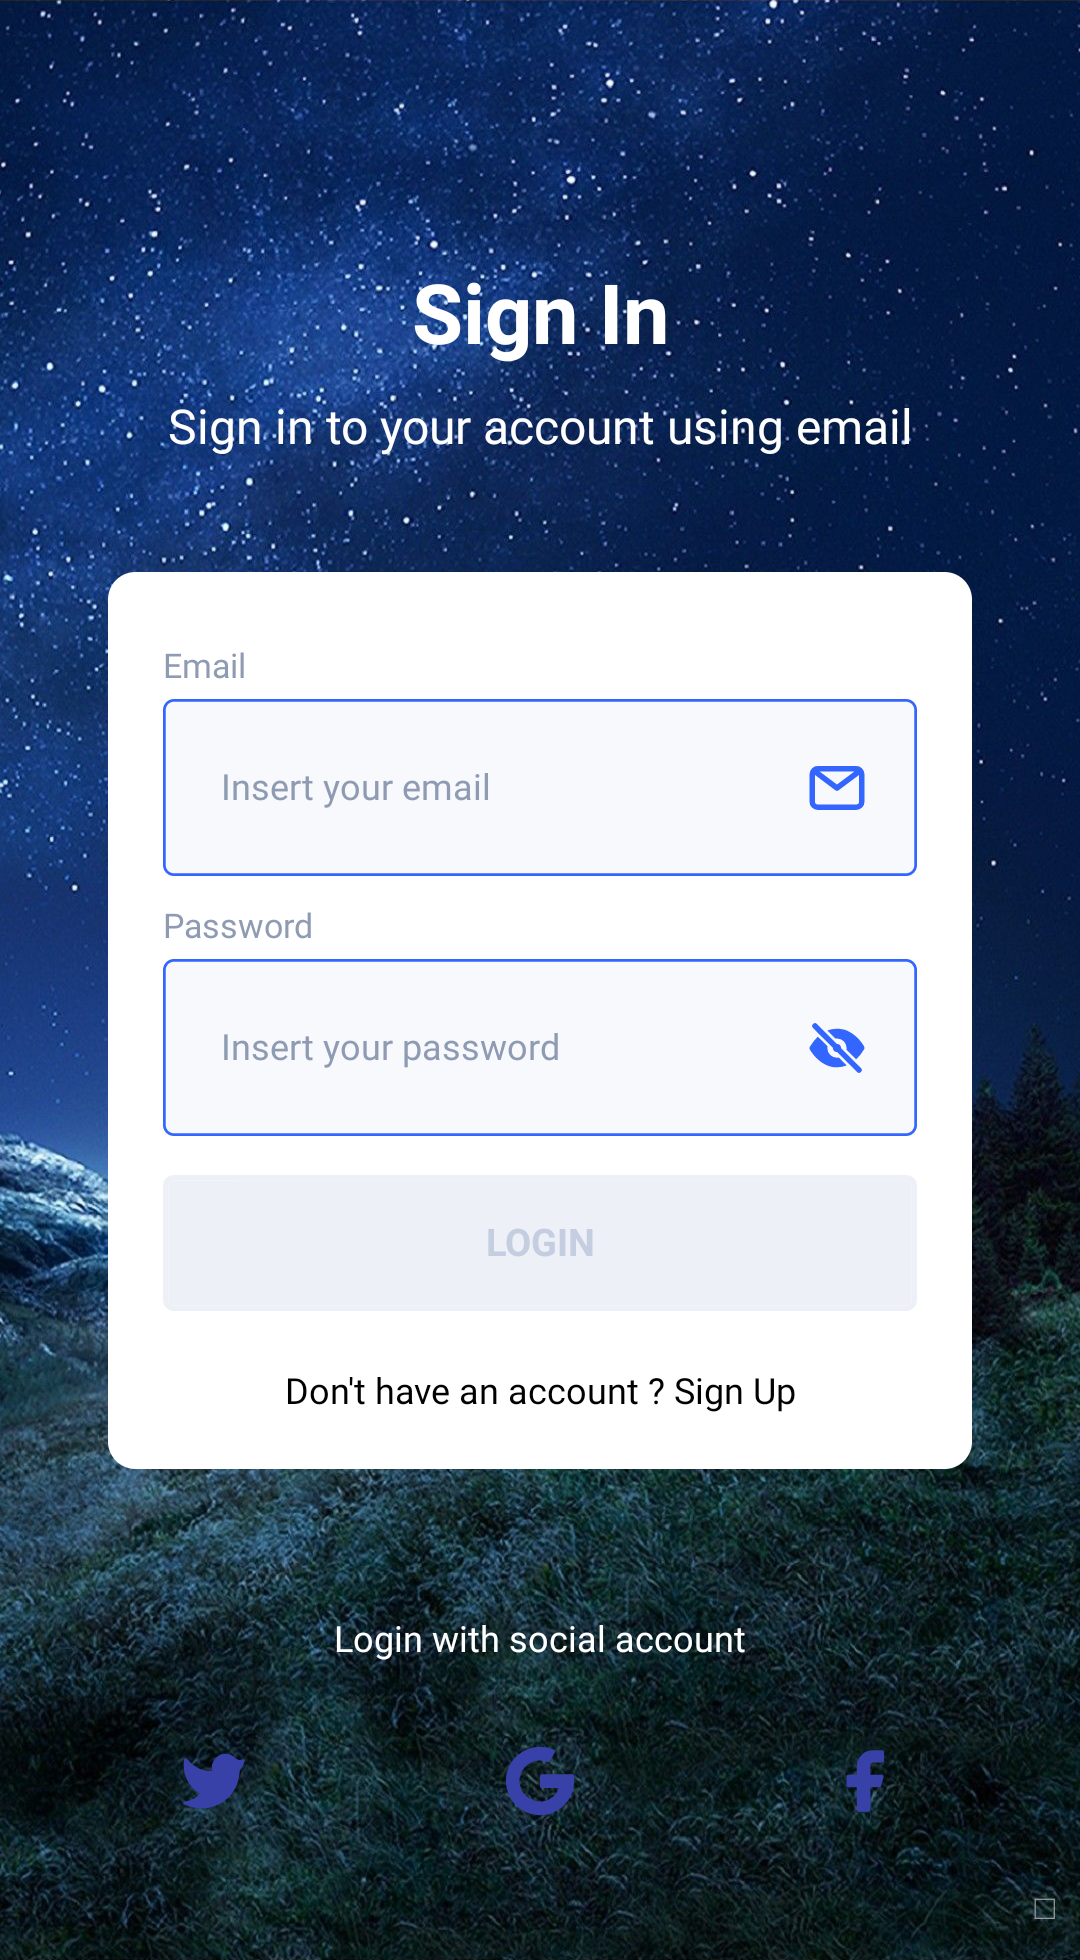 Sign In
Sign in to your account using email
Email
Insert your email
Password
Insert your password
LOGIN
Don't have an account ? Sign Up
Login with social account